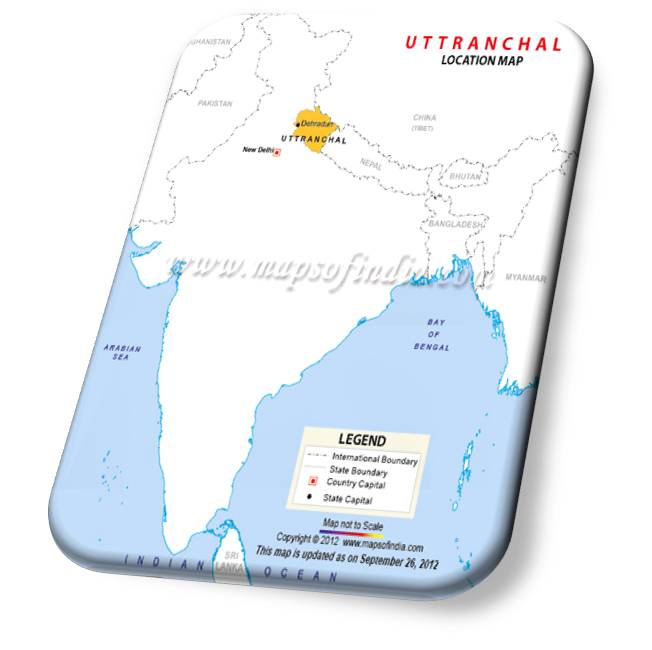 UTTRANCHAL
LOCATION MAP
GHANISTAN
PAKISTAN
CHINA
(TIBET)
Dehradun
UTTRANCHAL
New Delhi
NEPAL
BHUTAN
BANGLADESH
MYANMAR
www.mapsofindia.com
ARABIAN
SEA
BAY
OF
BENGAL
LEGEND
International Boundary
State Boundary
Country Capital
State Capital
Map not to Scale
Copyright © 2012 www.mapsofindia.com
This map is updated as on September 26, 2012
SRI
LANKA
INDIAN OCEAN